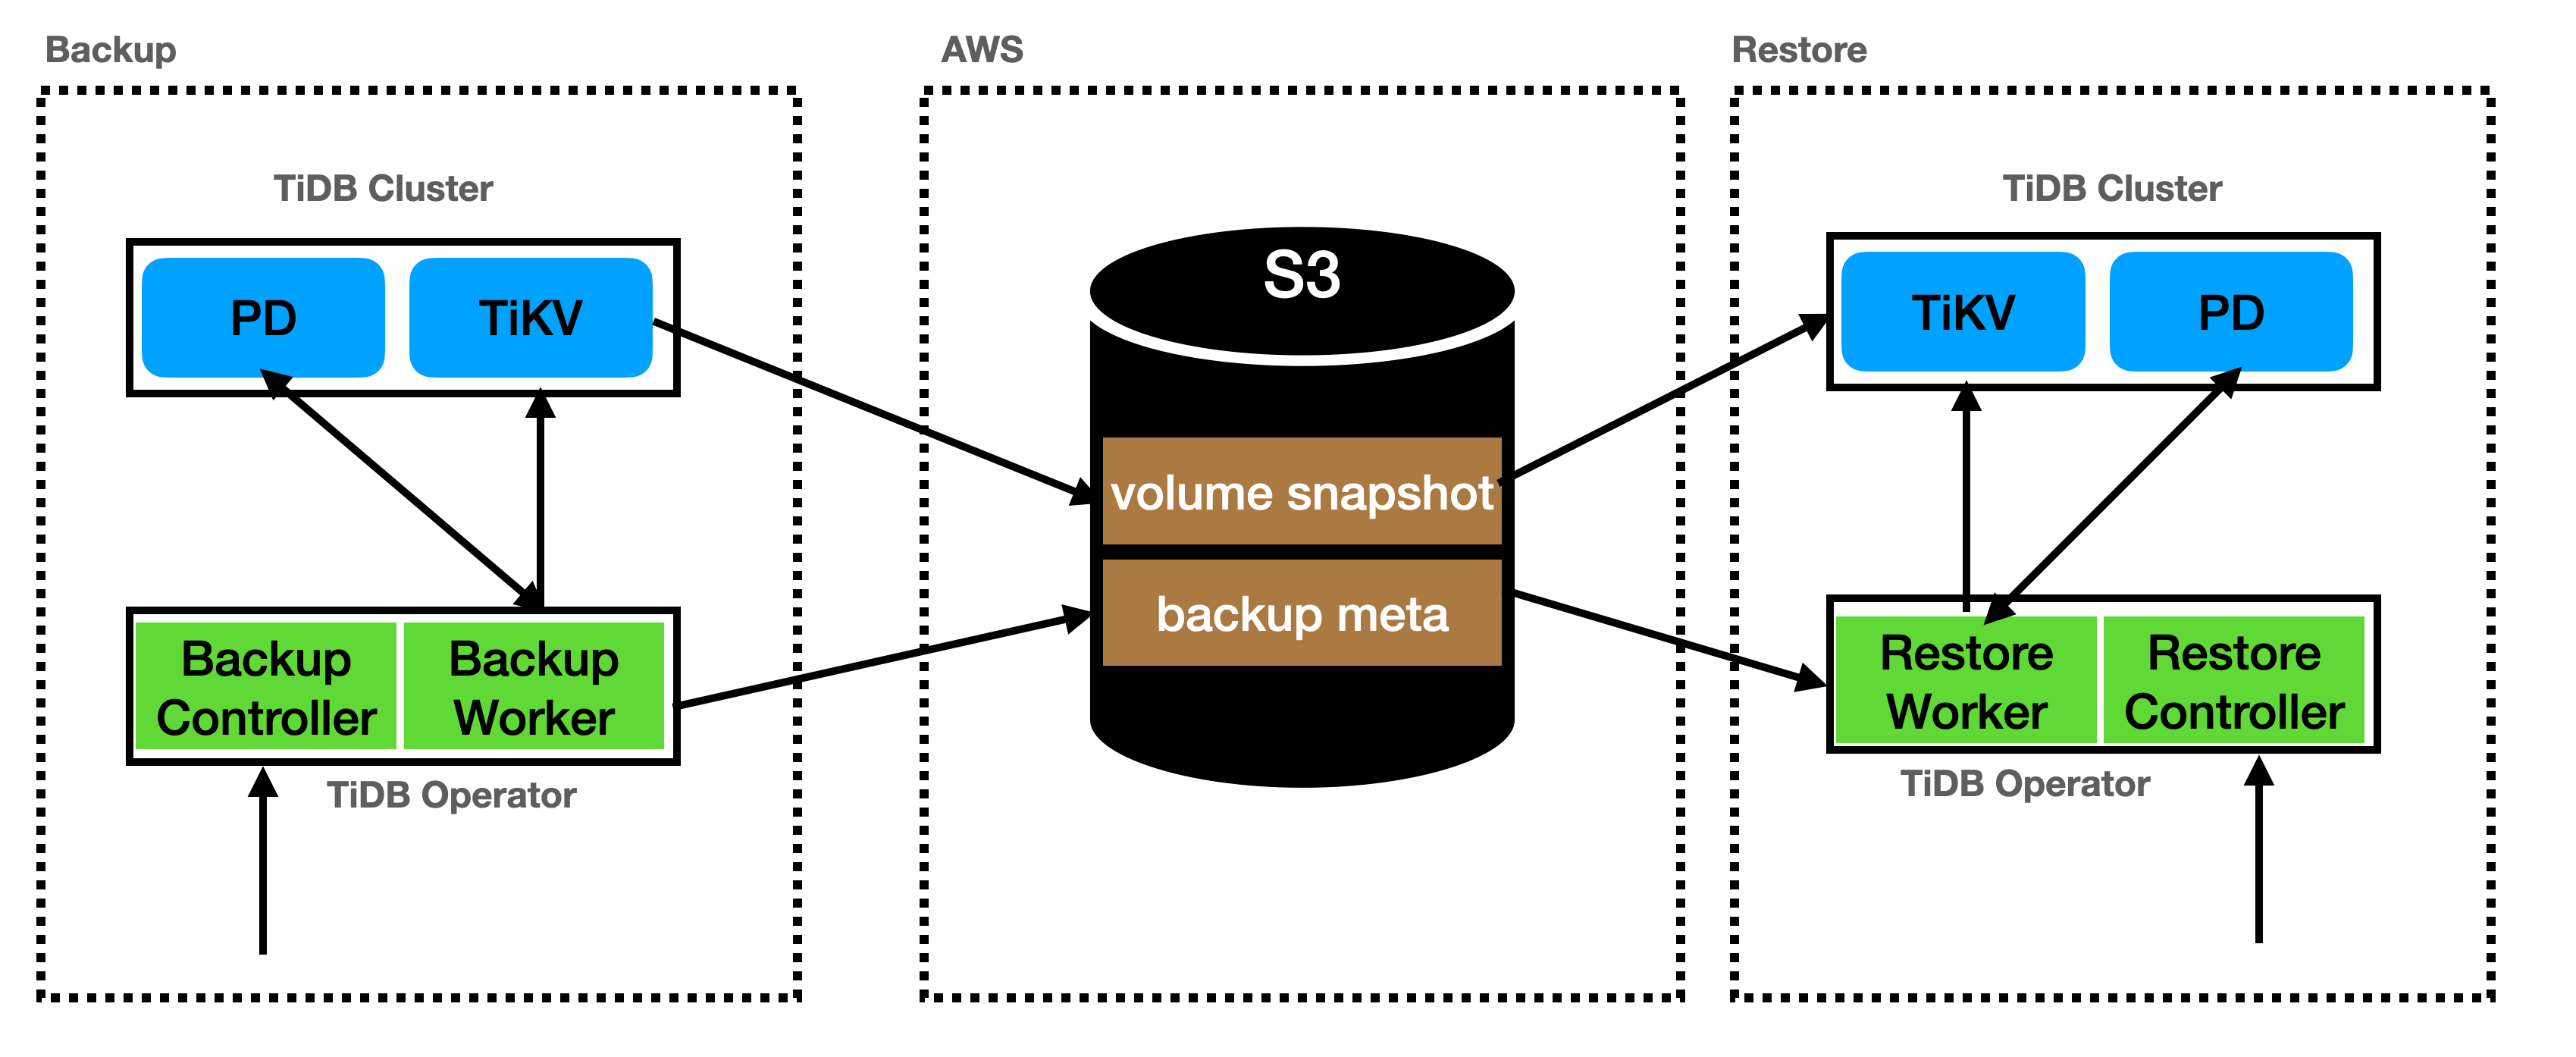 Backup
TiDB Cluster
PD
TiKV
Backup
Controller
Backup
Worker
TiDB Operator
AWS
S3
volume snapshot
backup meta
Restore
TiDB Cluster
TiKV
PD
Restore
Worker
Restore
Controller
TiDB Operator